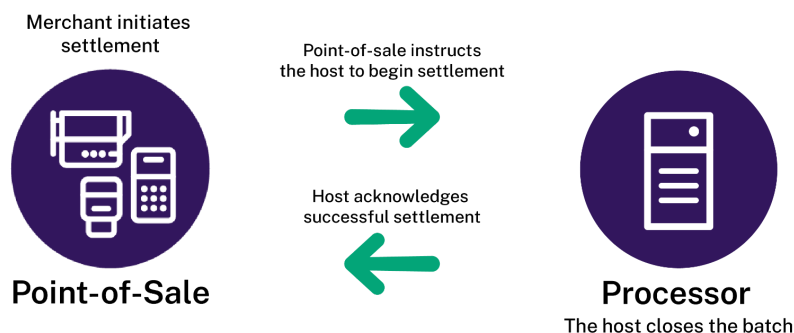 Merchant initiates
settlement
Point-of-sale instructs
the host to begin settlement
Host acknowledges
successful settlement
Point-of-Sale
Processor
The host closes the batch